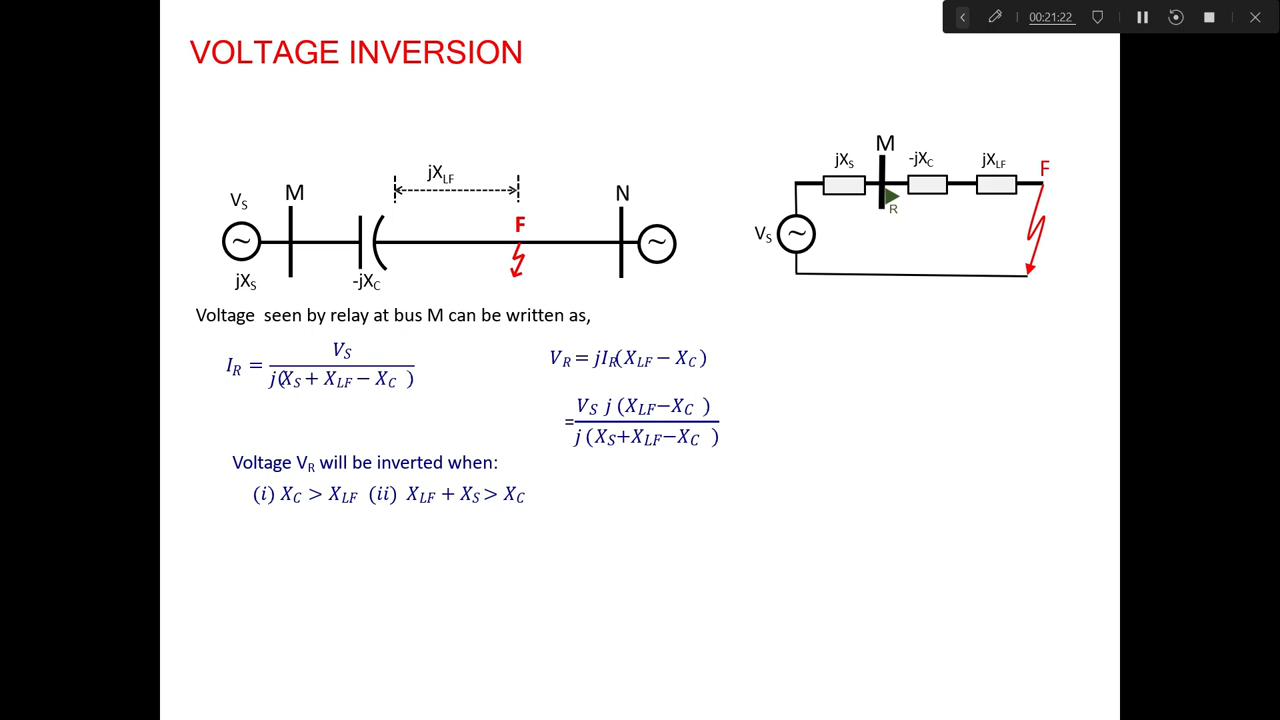 00:21:22
VOLTAGE INVERSION
V_S
M
jX_LF
F
N
jX_S
-jX_C
jX_S
M
-jX_C
jX_LF
F
R
V_S
Voltage seen by relay at bus M can be written as,
I_R = V_S / j(X_S + X_LF − X_C )
V_R = jI_R(X_LF − X_C)
= V_S j (X_LF−X_C ) / j (X_S+X_LF−X_C )
Voltage V_R will be inverted when:
(i) X_C > X_LF (ii) X_LF + X_S > X_C